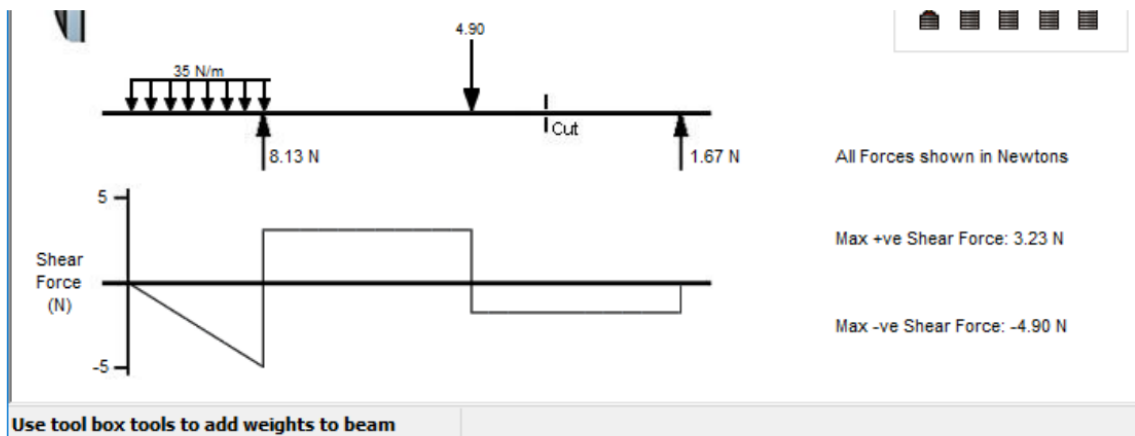 4.90
35 N/m
Cut
8.13 N
1.67 N
All Forces shown in Newtons
5
Max +ve Shear Force: 3.23 N
Shear
Force
(N)
Max -ve Shear Force: -4.90 N
-5
Use tool box tools to add weights to beam